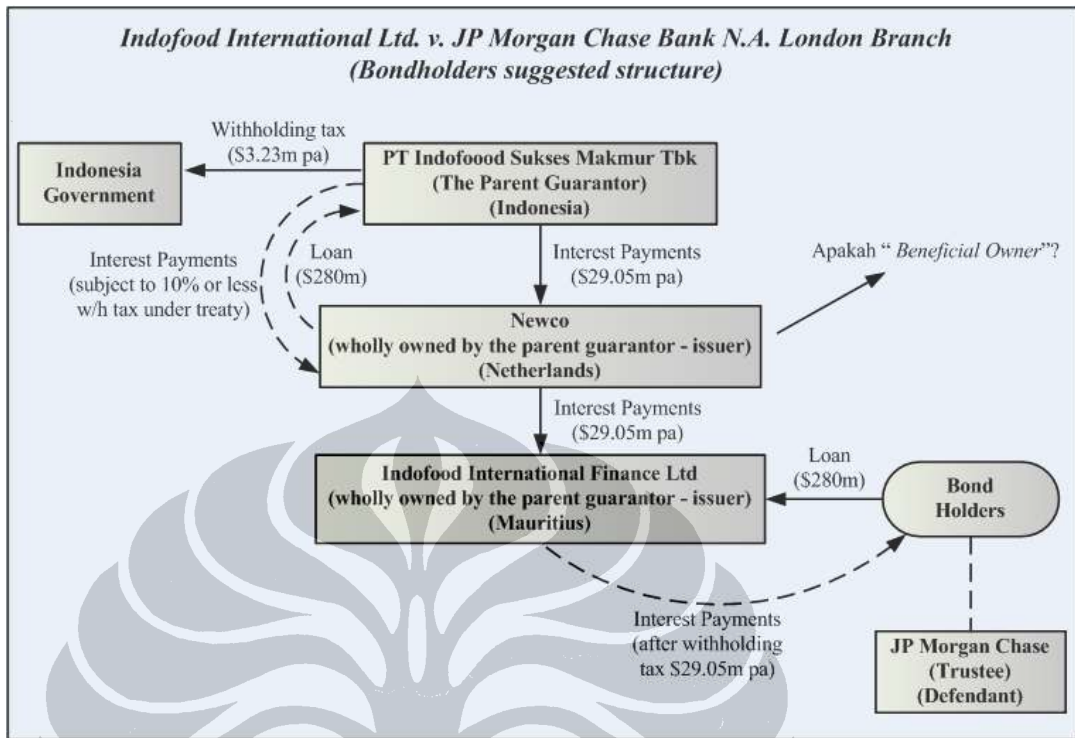 Indofood International Ltd. v. JP Morgan Chase Bank N.A. London Branch
(Bondholders suggested structure)
Withholding tax
($3.23m pa)
Indonesia
Government
PT Indofoood Sukses Makmur Tbk
(The Parent Guarantor)
(Indonesia)
Interest Payments
(subject to 10% or less
w/h tax under treaty)
Loan
($280m)
Interest Payments
($29.05m pa)
Apakah “ Beneficial Owner”?
Newco
(wholly owned by the parent guarantor - issuer)
(Netherlands)
Interest Payments
($29.05m pa)
Indofood International Finance Ltd
(wholly owned by the parent guarantor - issuer)
(Mauritius)
Loan
($280m)
Bond
Holders
Interest Payments
(after withholding
tax $29.05m pa)
JP Morgan Chase
(Trustee)
(Defendant)